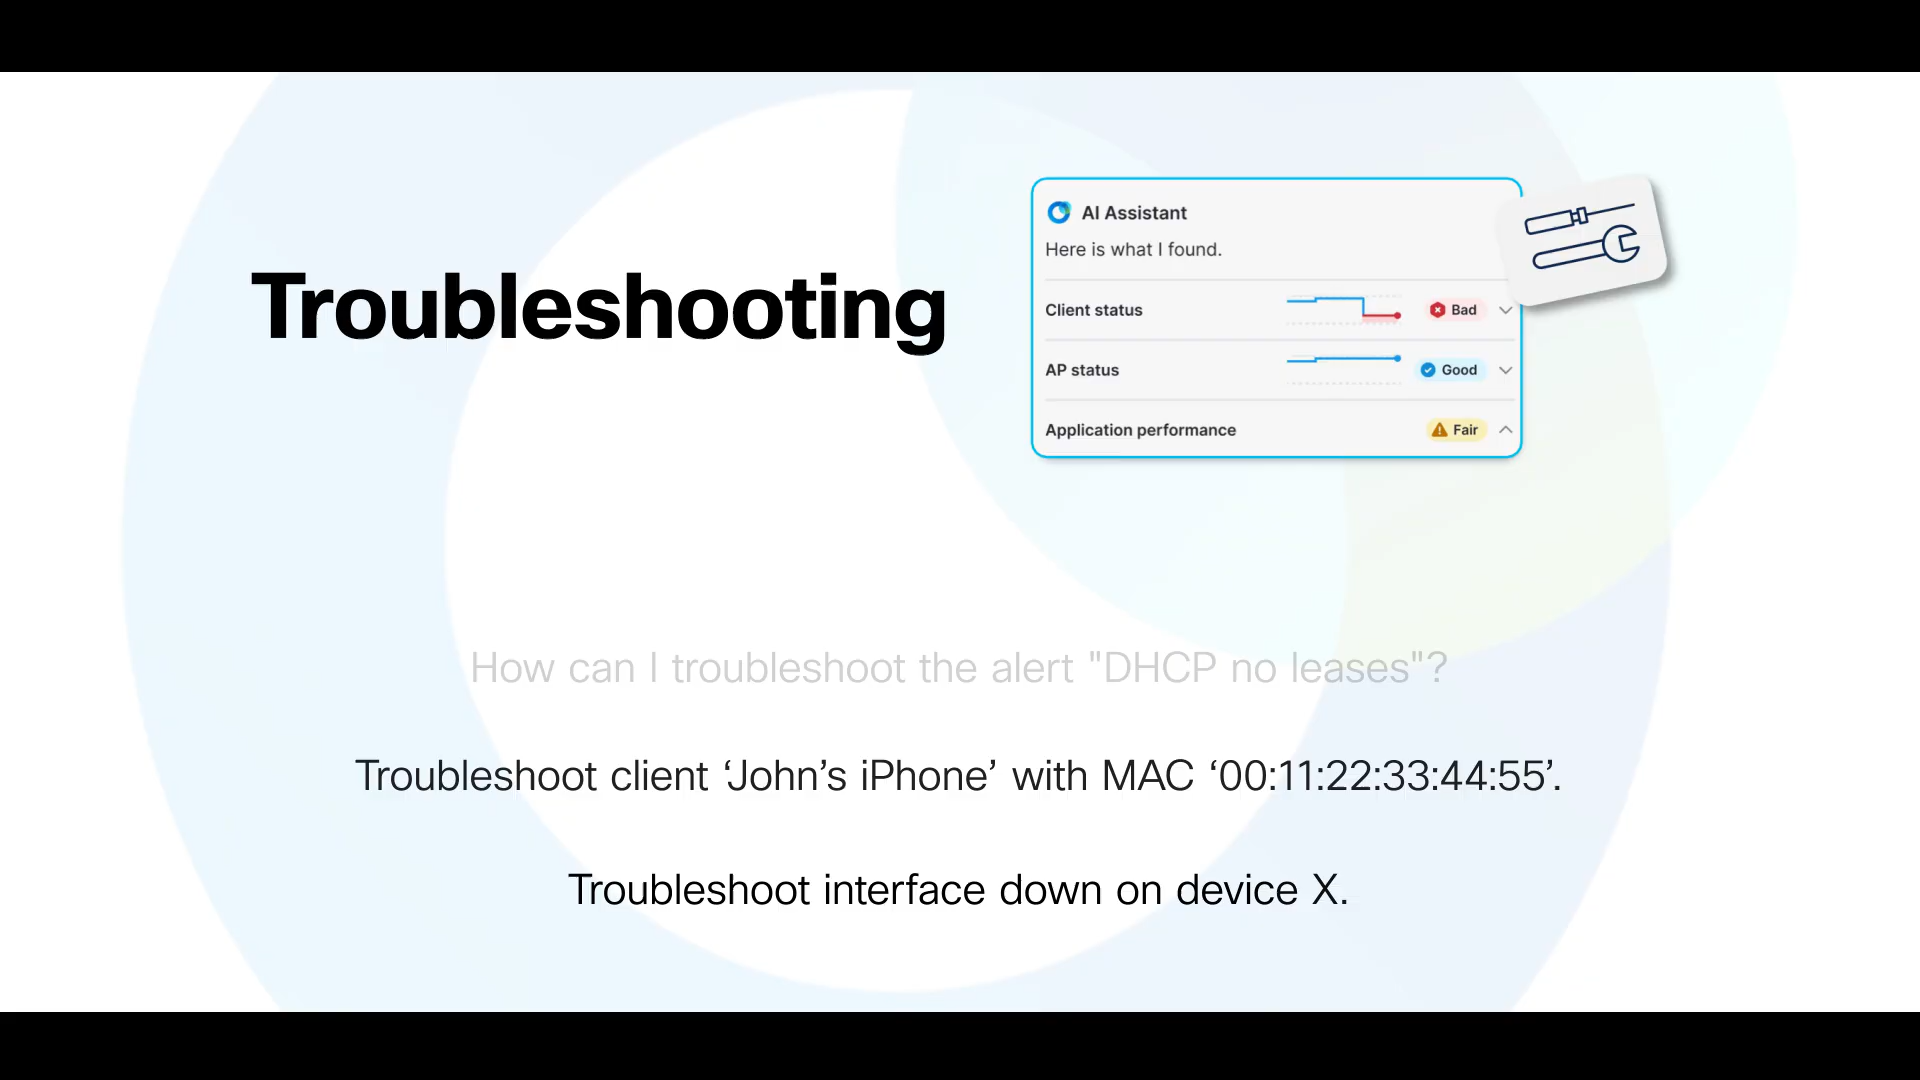 Troubleshooting
AI Assistant
Here is what I found.
Client status
Bad
AP status
Good
Application performance
Fair
How can I troubleshoot the alert "DHCP no leases"?
Troubleshoot client ‘John’s iPhone’ with MAC ‘00:11:22:33:44:55’.
Troubleshoot interface down on device X.